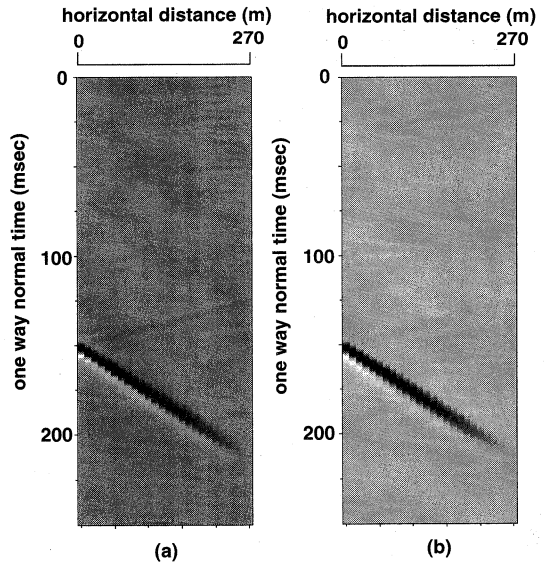 horizontal distance (m)
0 270
0
100
200
one way normal time (msec)
(a)
horizontal distance (m)
0 270
0
100
200
one way normal time (msec)
(b)